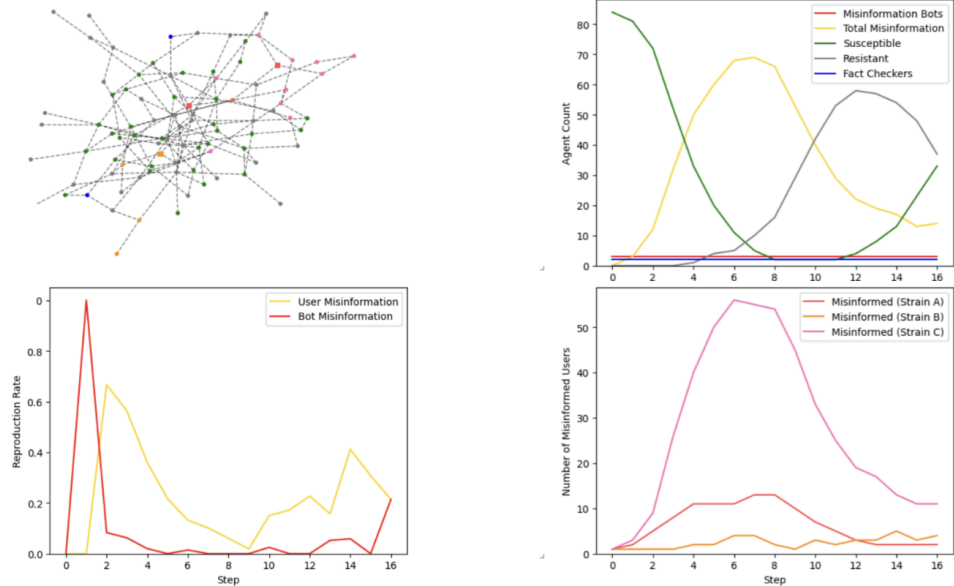 Misinformation Bots
Total Misinformation
Susceptible
Resistant
Fact Checkers
80
60
40
20
0
Agent Count
0 2 4 6 8 10 12 14 16
User Misinformation
Bot Misinformation
0
0.8
0.6
0.4
0.2
0.0
Reproduction Rate
0 2 4 6 8 10 12 14 16
Step
Misinformed (Strain A)
Misinformed (Strain B)
Misinformed (Strain C)
50
40
30
20
10
0
Number of Misinformed Users
0 2 4 6 8 10 12 14 16
Step